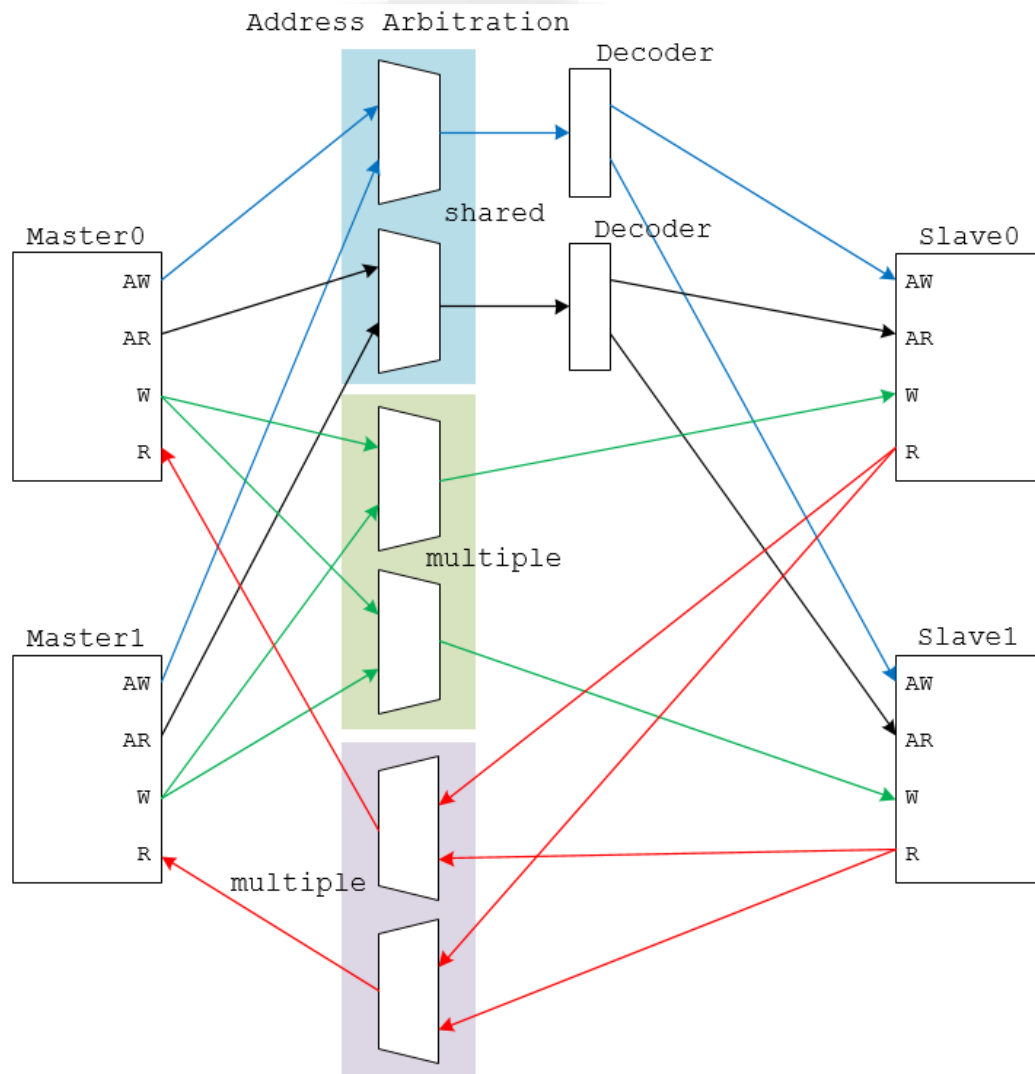 Address Arbitration
Decoder
shared
Decoder
Master0
AW
AR
W
R
Slave0
AW
AR
W
R
multiple
Master1
AW
AR
W
R
Slave1
AW
AR
W
R
multiple